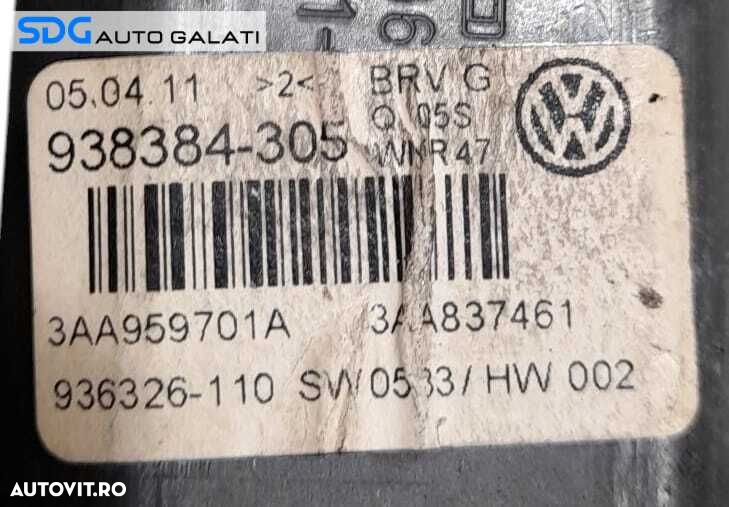 SDG AUTO GALATI
05.04.11 >2< BRV G
938384-305 Q 05S
WNR47
3AA959701A 3AA837461
936326-110 SW 0533/ HW 002
AUTOVIT.RO